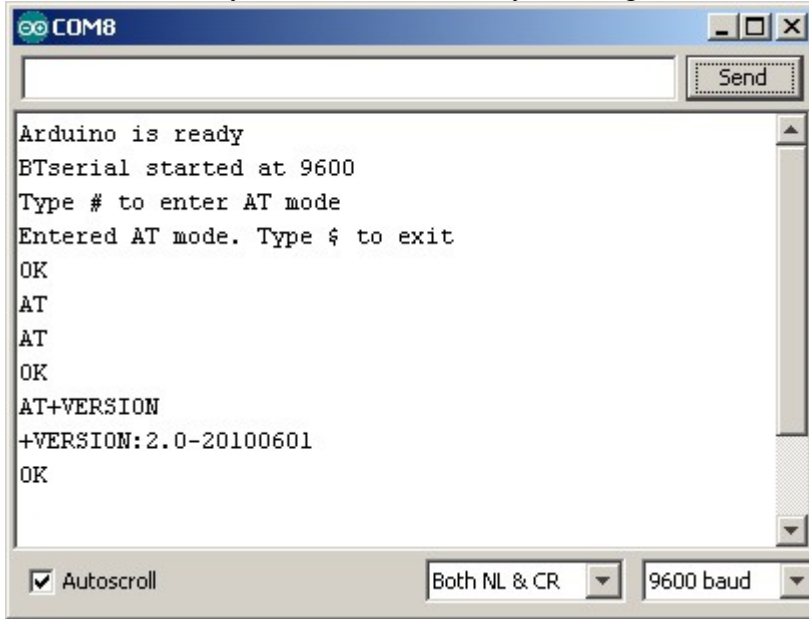 COM8
Send
Arduino is ready
BTserial started at 9600
Type # to enter AT mode
Entered AT mode. Type $ to exit
OK
AT
AT
OK
AT+VERSION
+VERSION:2.0-20100601
OK
Autoscroll
Both NL & CR
9600 baud